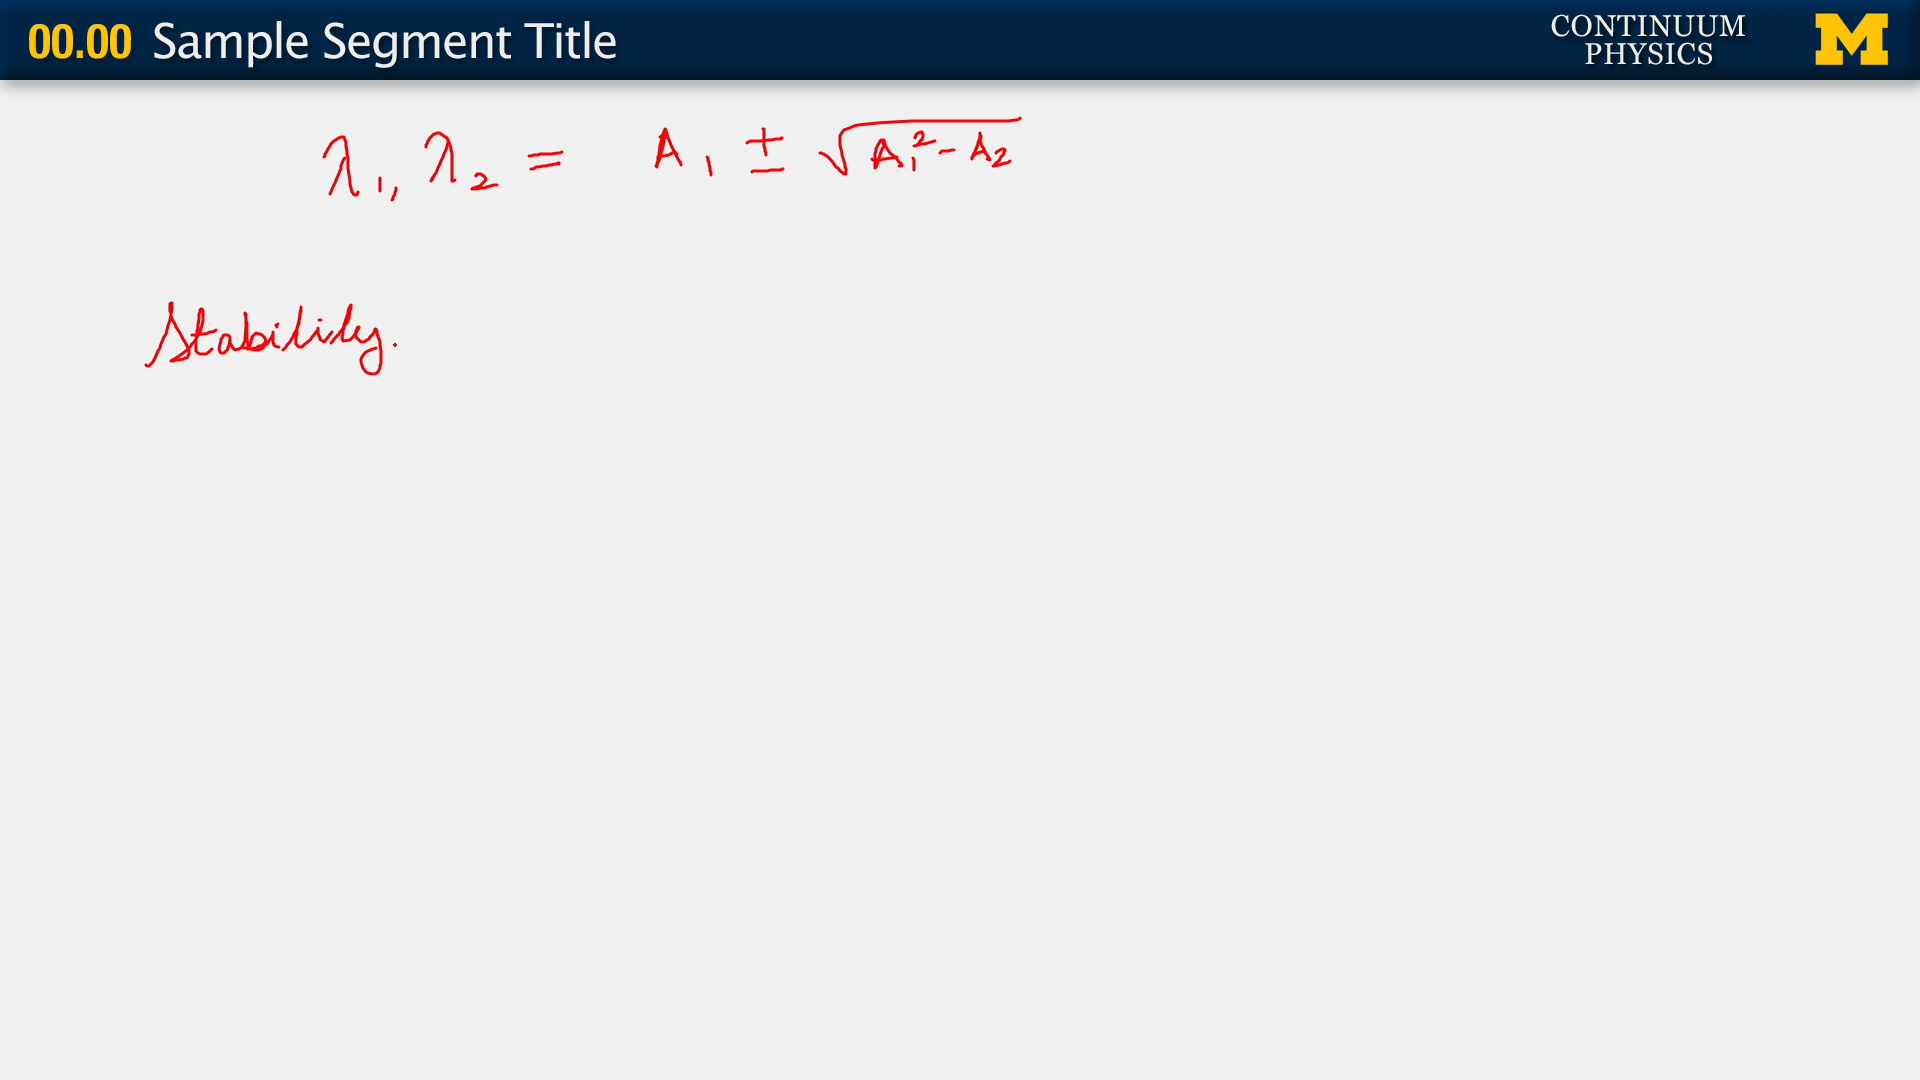 00.00 Sample Segment Title
CONTINUUM
PHYSICS
M
λ₁, λ₂ = A₁ ± √(A₁² - A₂)
Stability.